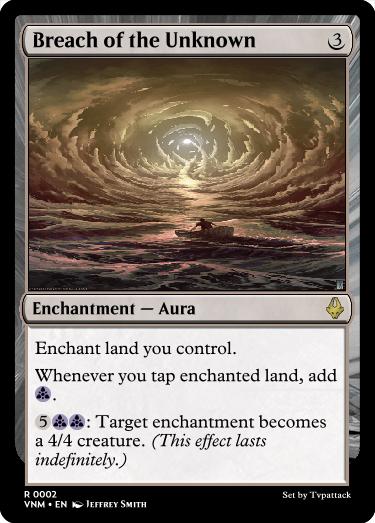 Breach of the Unknown 3
Enchantment — Aura
Enchant land you control.
Whenever you tap enchanted land, add
.
5: Target enchantment becomes
a 4/4 creature. (This effect lasts
indefinitely.)
R 0002
VNM • EN Jeffrey Smith
Set by Tvpattack